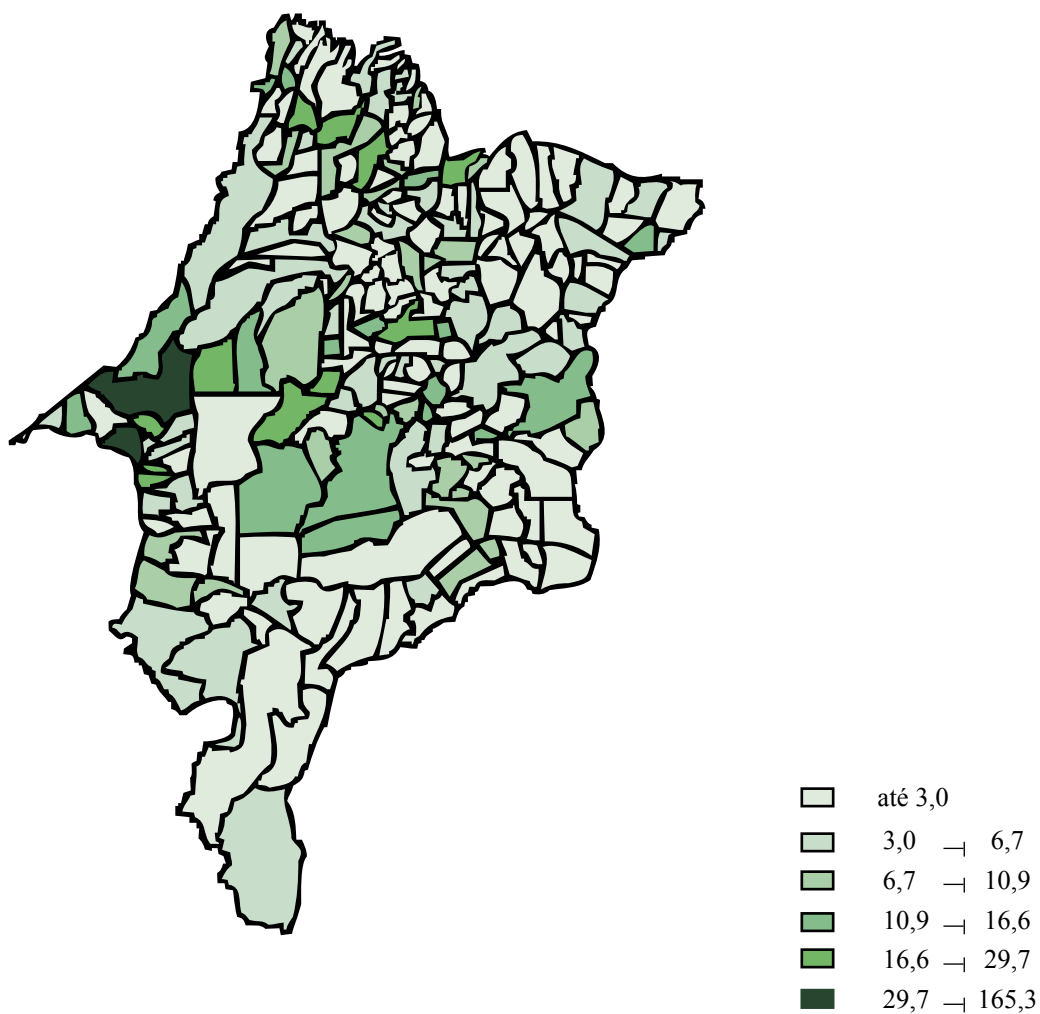 até 3,0
3,0 ⊣ 6,7
6,7 ⊣ 10,9
10,9 ⊣ 16,6
16,6 ⊣ 29,7
29,7 ⊣ 165,3